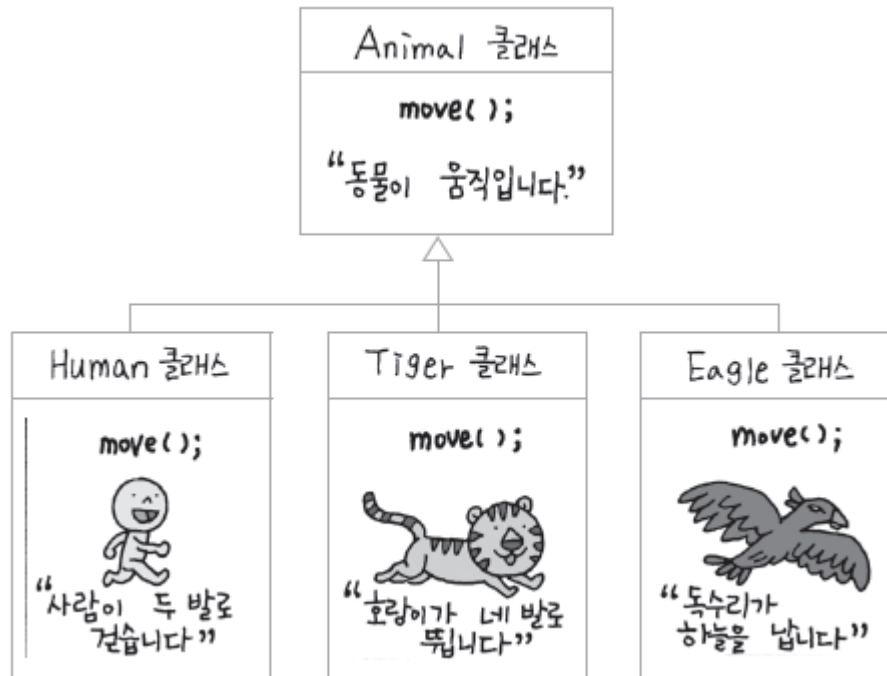 Animal 클래스
move();
“동물이 움직입니다.”
Human 클래스
move();
“사람이 두 발로
걷습니다”
Tiger 클래스
move();
“호랑이가 네 발로
뜁니다”
Eagle 클래스
move();
“독수리가
하늘을 납니다”